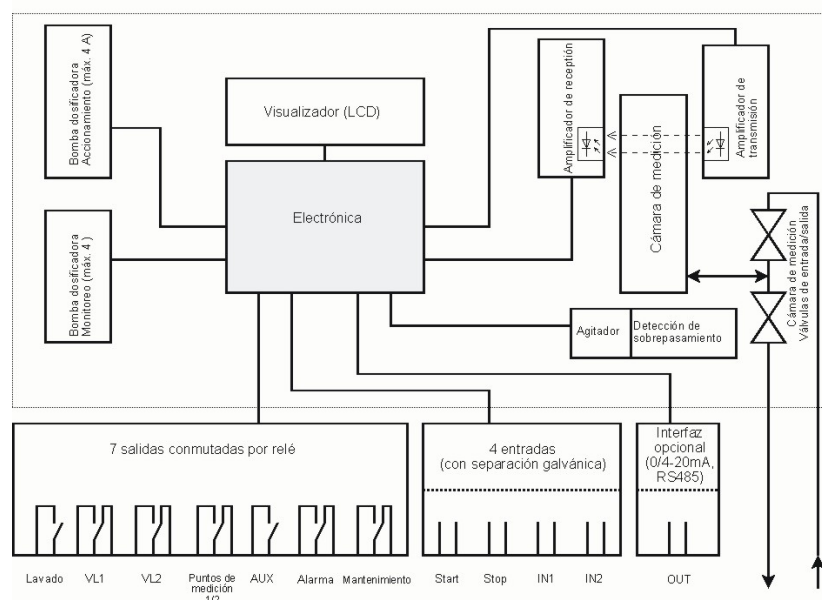 Bomba dosificadora
Accionamiento (máx. 4 A)
Visualizador (LCD)
Amplificador de reception
Amplificador de
transmisión
Cámara de medición
Electrónica
Bomba dosificadora
Monitoreo (máx. 4 )
Cámara de medición
Válvulas de entrada/salida
Agitador
Detección de
sobrepasamiento
7 salidas conmutadas por relé
4 entradas
(con separación galvánica)
Interfaz
opcional
(0/4-20mA,
RS485)
Lavado
VL1
VL2
Puntos de
medición
1/2
AUX
Alarma
Mantenimiento
Start
Stop
IN1
IN2
OUT